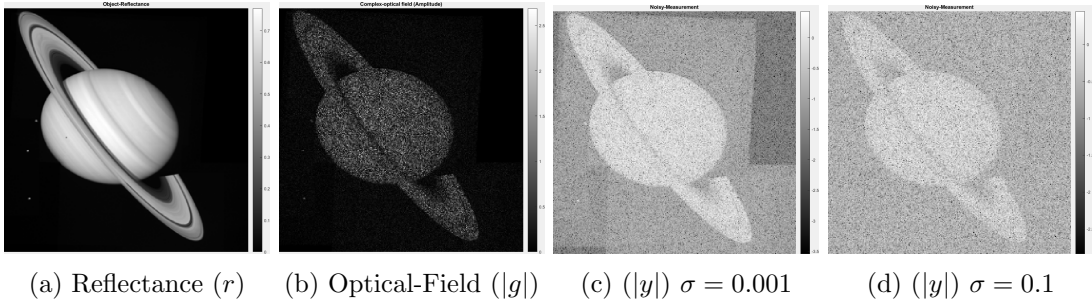 Object-Reflectance
Complex-optical field (Amplitude)
Noisy-Measurement
Noisy-Measurement
(a) Reflectance (r)
(b) Optical-Field (|g|)
(c) (|y|) σ = 0.001
(d) (|y|) σ = 0.1